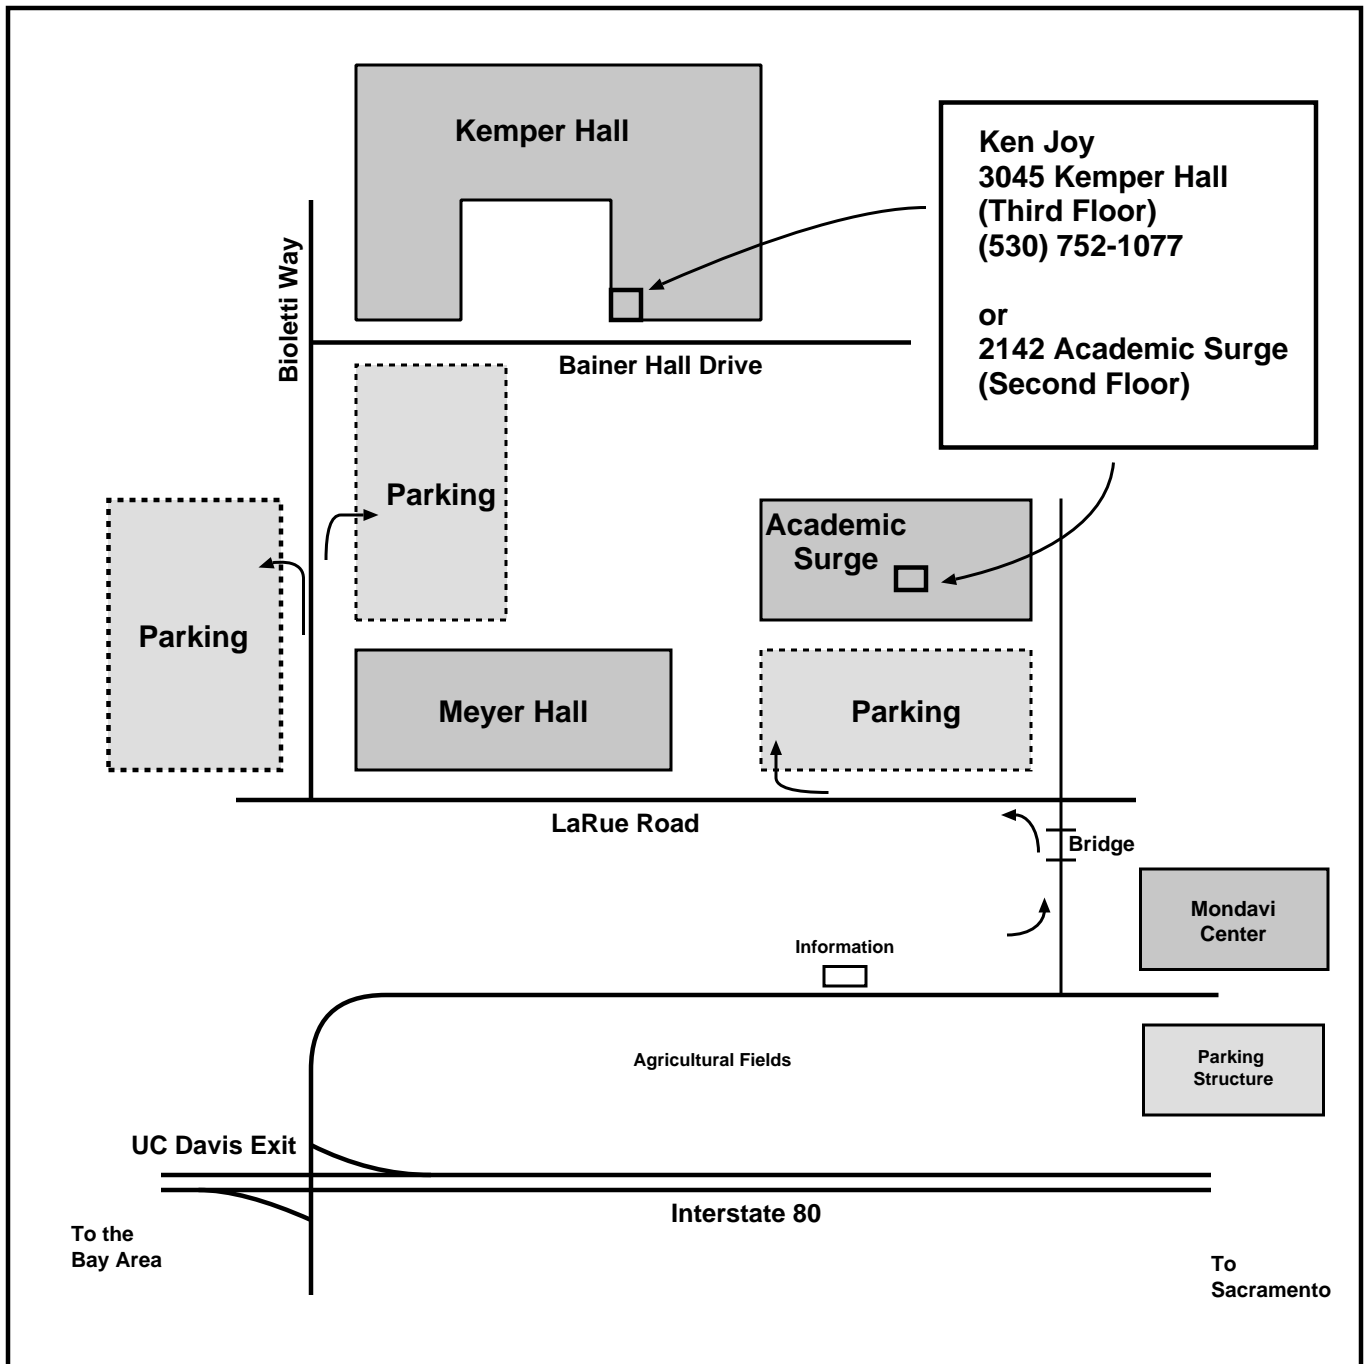 Kemper Hall
Ken Joy
3045 Kemper Hall
(Third Floor)
(530) 752-1077
or
2142 Academic Surge
(Second Floor)
Bioletti Way
Bainer Hall Drive
Parking
Academic
Surge
Parking
Meyer Hall
Parking
LaRue Road
Bridge
Mondavi
Center
Information
Agricultural Fields
Parking
Structure
UC Davis Exit
Interstate 80
To the
Bay Area
To
Sacramento